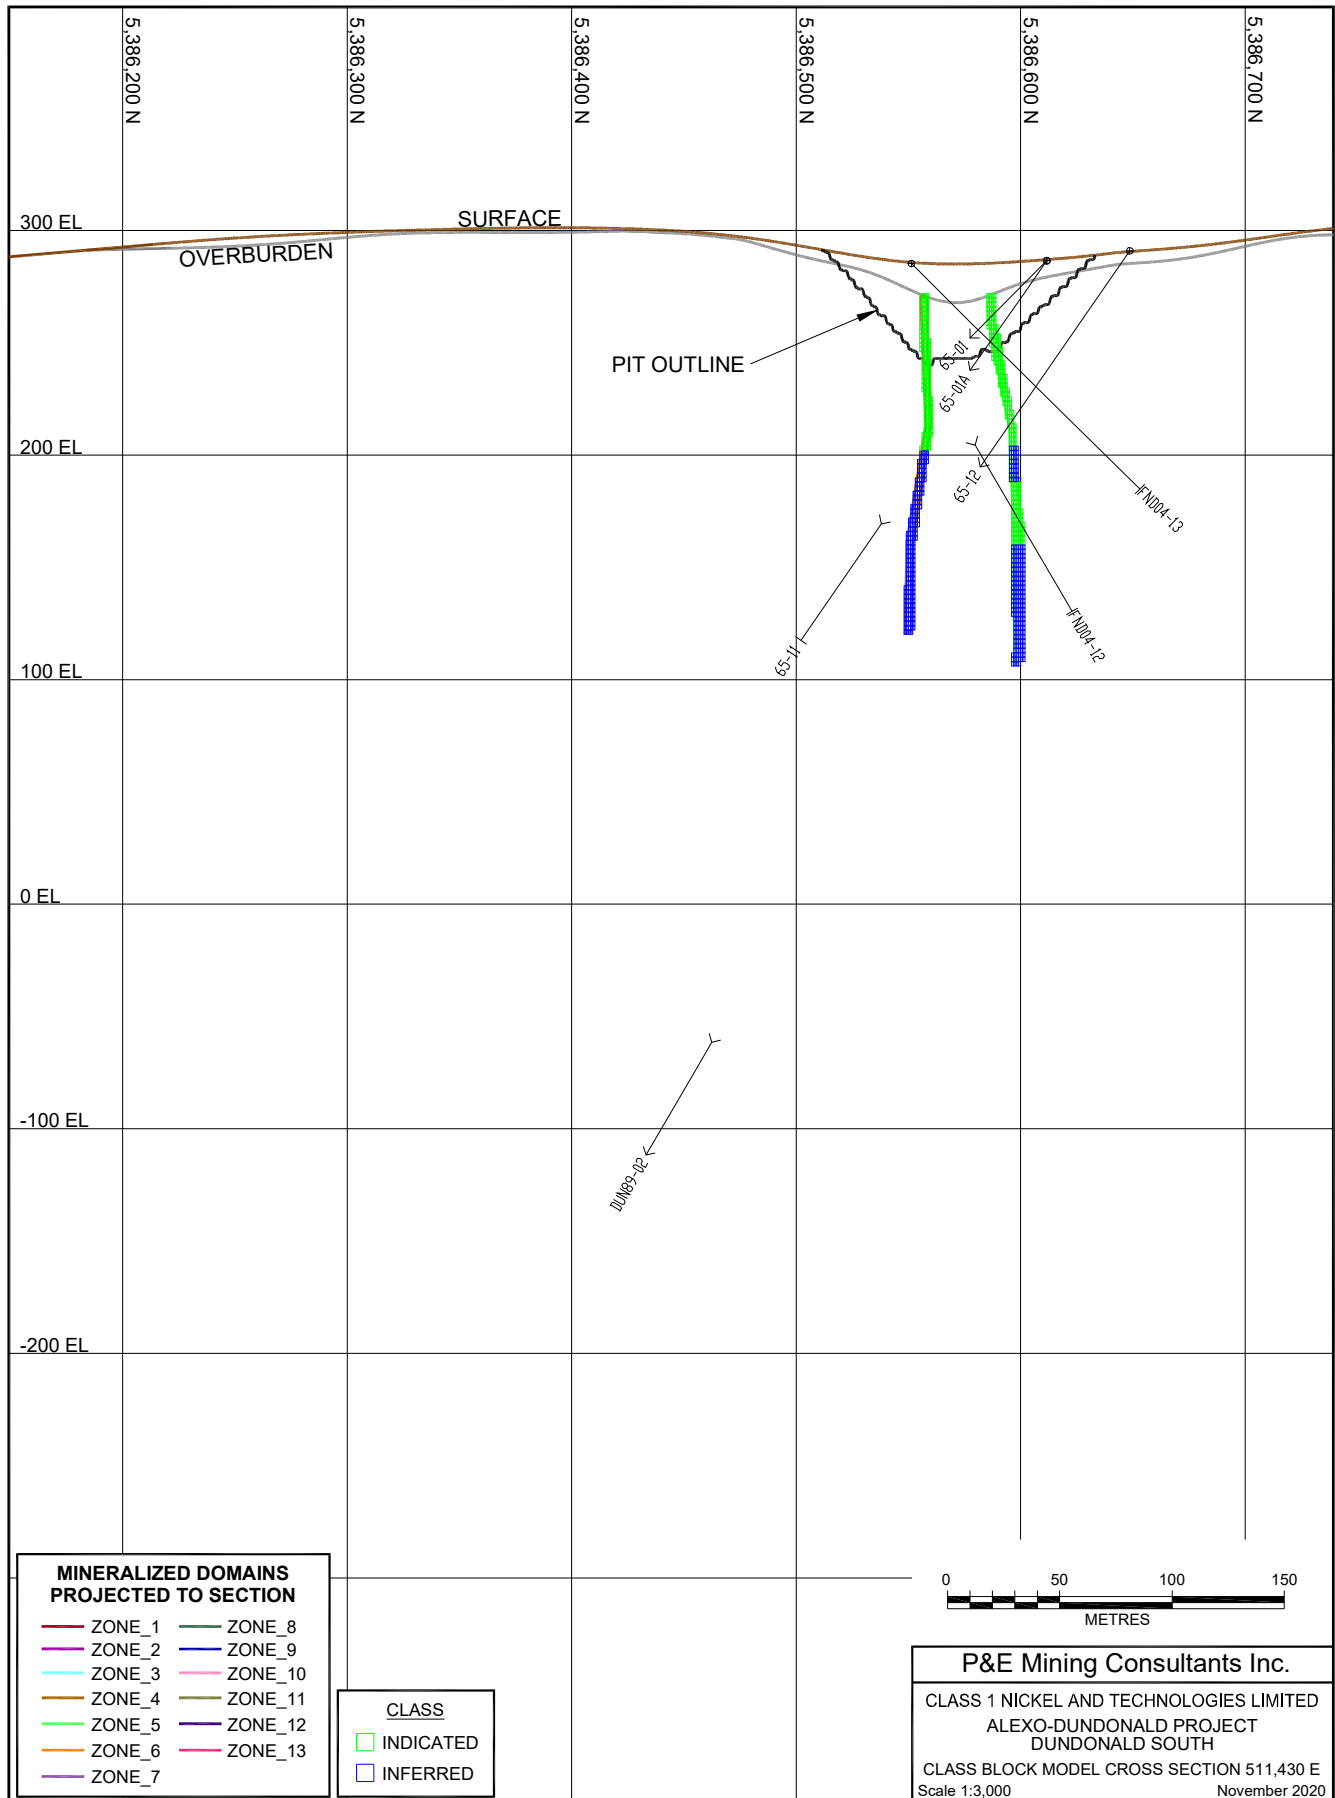 5,386,200 N
5,386,300 N
5,386,400 N
5,386,500 N
5,386,600 N
5,386,700 N
300 EL
SURFACE
OVERBURDEN
PIT OUTLINE
65-01
65-01A
200 EL
65-12
FND04-13
65-11
FND04-12
100 EL
0 EL
-100 EL
DUN89-02
-200 EL
MINERALIZED DOMAINS
PROJECTED TO SECTION
ZONE_1
ZONE_2
ZONE_3
ZONE_4
ZONE_5
ZONE_6
ZONE_7
ZONE_8
ZONE_9
ZONE_10
ZONE_11
ZONE_12
ZONE_13
CLASS
INDICATED
INFERRED
0 50 100 150
METRES
P&E Mining Consultants Inc.
CLASS 1 NICKEL AND TECHNOLOGIES LIMITED
ALEXO-DUNDONALD PROJECT
DUNDONALD SOUTH
CLASS BLOCK MODEL CROSS SECTION 511,430 E
Scale 1:3,000 November 2020